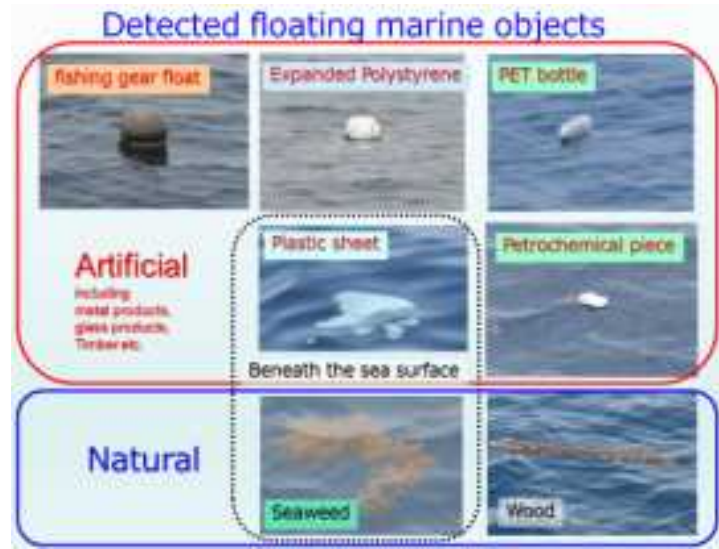 Detected floating marine objects
fishing gear float
Expanded Polystyrene
PET bottle
Artificial
including
metal products,
glass products,
Timber etc.
Plastic sheet
Petrochemical piece
Beneath the sea surface
Natural
Seaweed
Wood